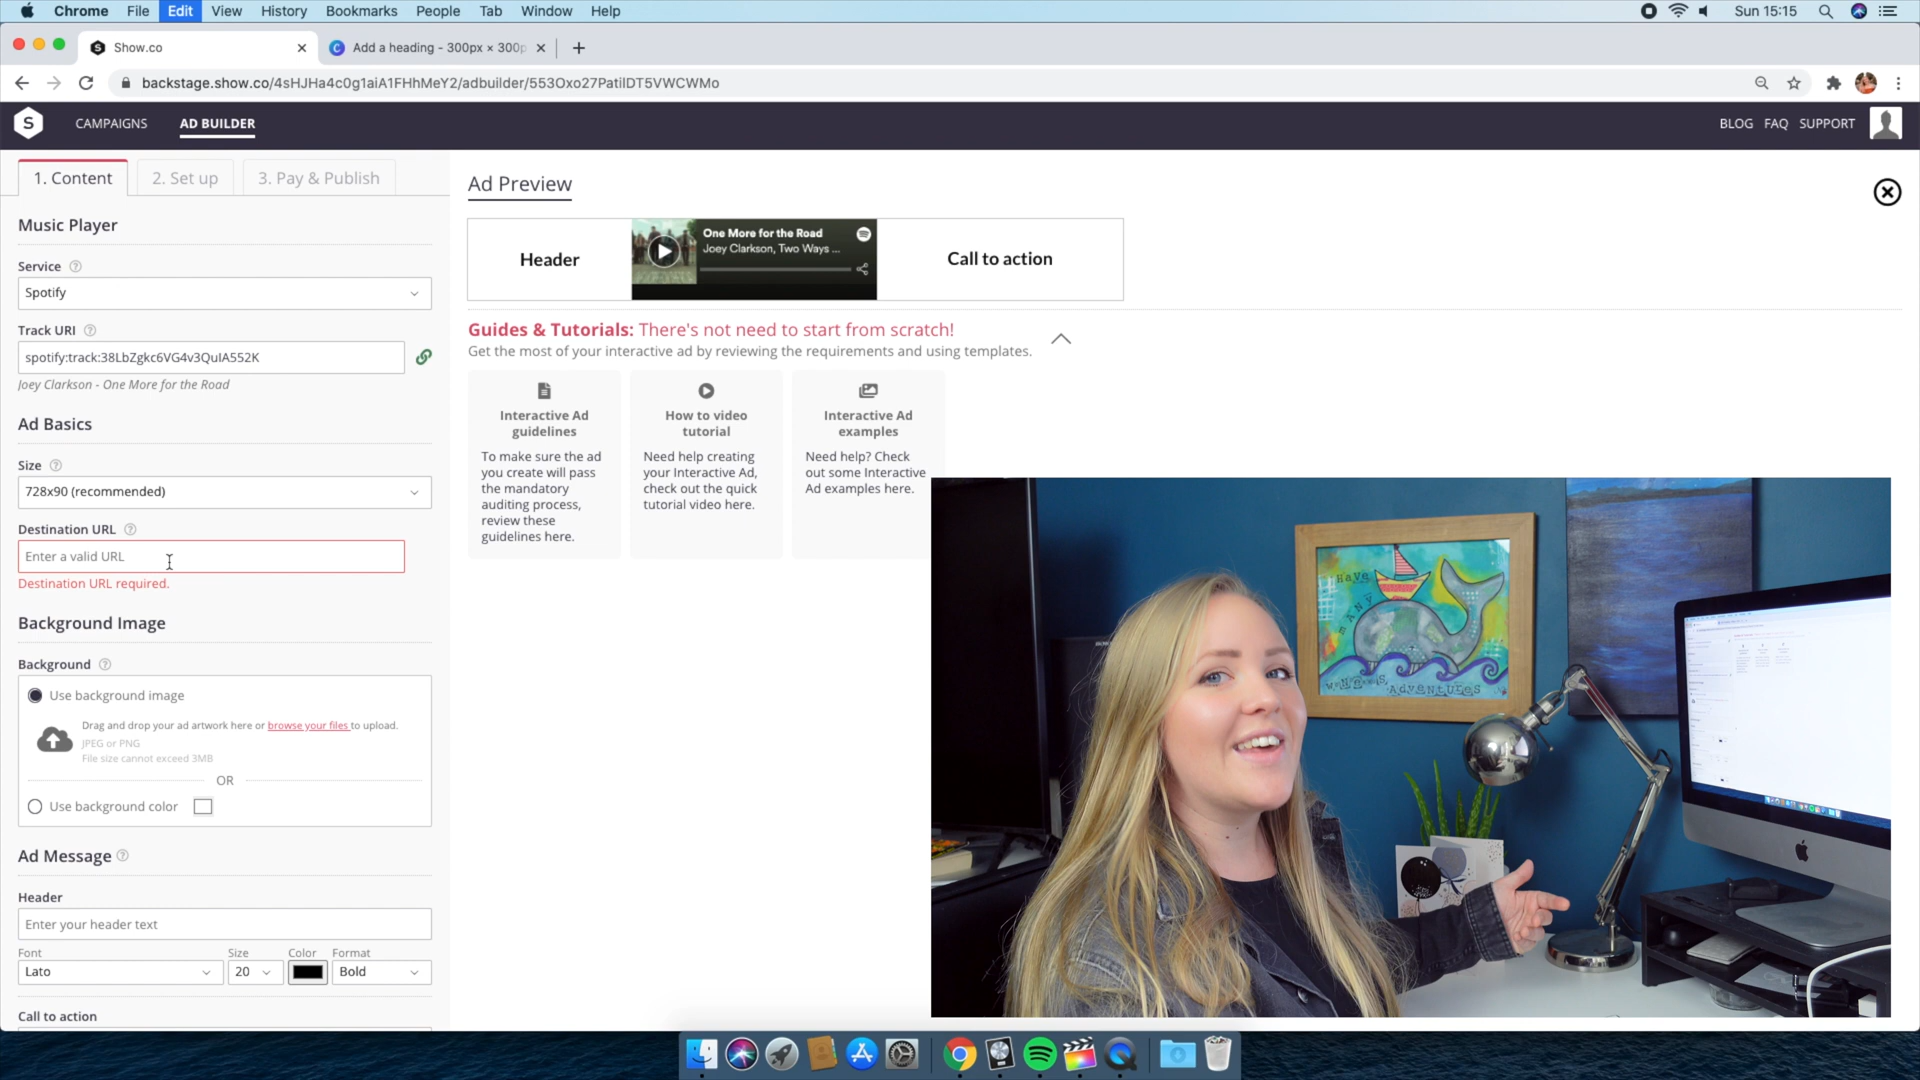 Chrome File Edit View History Bookmarks People Tab Window Help
Sun 15:15
Show.co
Add a heading - 300px × 300p
backstage.show.co/4sHJHa4c0g1aiA1FHhMeY2/adbuilder/553Oxo27PatilDT5VWCWMo
S
CAMPAIGNS
AD BUILDER
BLOG FAQ SUPPORT
1. Content
2. Set up
3. Pay & Publish
Ad Preview
Header
One More for the Road
Joey Clarkson, Two Ways ...
Call to action
Guides & Tutorials: There's not need to start from scratch!
Get the most of your interactive ad by reviewing the requirements and using templates.
Interactive Ad
guidelines
To make sure the ad
you create will pass
the mandatory
auditing process,
review these
guidelines here.
How to video
tutorial
Need help creating
your Interactive Ad,
check out the quick
tutorial video here.
Interactive Ad
examples
Need help? Check
out some Interactive
Ad examples here.
Music Player
Service
Spotify
Track URI
spotify:track:38LbZgkc6VG4v3QuIA552K
Joey Clarkson - One More for the Road
Ad Basics
Size
728x90 (recommended)
Destination URL
Enter a valid URL
Destination URL required.
Background Image
Background
Use background image
Drag and drop your ad artwork here or browse your files to upload.
JPEG or PNG
File size cannot exceed 3MB
OR
Use background color
Ad Message
Header
Enter your header text
Font Size Color Format
Lato 20 Bold
Call to action
Have
MANY
Adventures